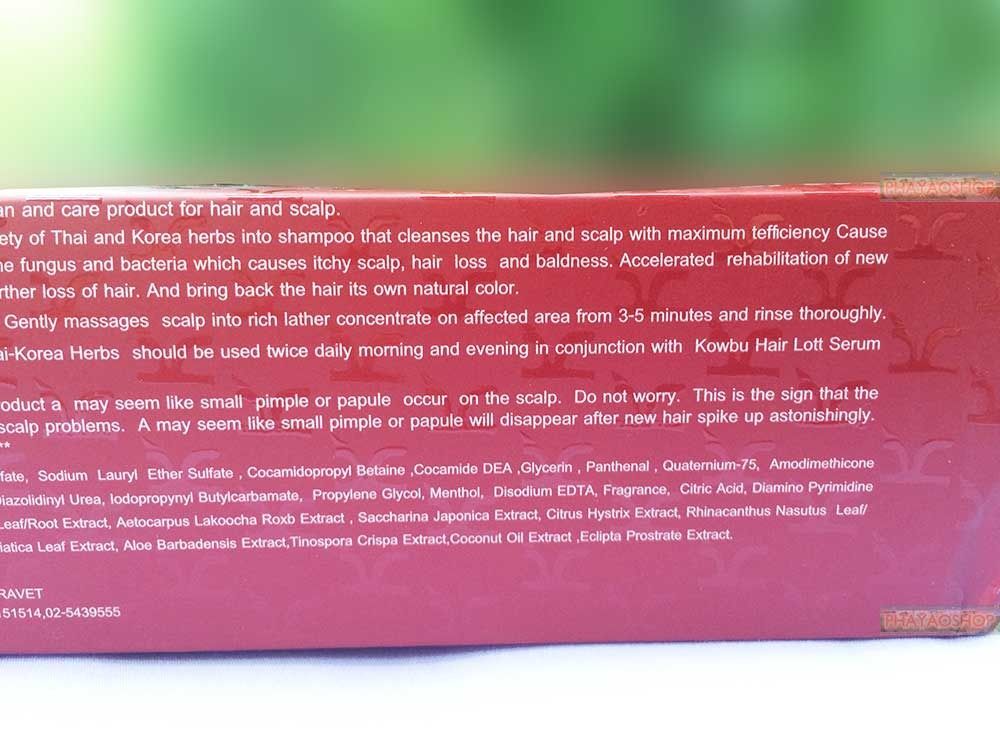 PHAYAOSHOP
an and care product for hair and scalp.
ety of Thai and Korea herbs into shampoo that cleanses the hair and scalp with maximum tefficiency Cause
ne fungus and bacteria which causes itchy scalp, hair loss and baldness. Accelerated rehabilitation of new
rther loss of hair. And bring back the hair its own natural color.
Gently massages scalp into rich lather concentrate on affected area from 3-5 minutes and rinse thoroughly.
ai-Korea Herbs should be used twice daily morning and evening in conjunction with Kowbu Hair Lott Serum
roduct a may seem like small pimple or papule occur on the scalp. Do not worry. This is the sign that the
scalp problems. A may seem like small pimple or papule will disappear after new hair spike up astonishingly.
**
lfate, Sodium Lauryl Ether Sulfate , Cocamidopropyl Betaine ,Cocamide DEA ,Glycerin , Panthenal , Quaternium-75, Amodimethicone
Diazolidinyl Urea, Iodopropynyl Butylcarbamate, Propylene Glycol, Menthol, Disodium EDTA, Fragrance, Citric Acid, Diamino Pyrimidine
Leaf/Root Extract, Aetocarpus Lakoocha Roxb Extract , Saccharina Japonica Extract, Citrus Hystrix Extract, Rhinacanthus Nasutus Leaf/
iatica Leaf Extract, Aloe Barbadensis Extract,Tinospora Crispa Extract,Coconut Oil Extract ,Eclipta Prostrate Extract.
RAVET
151514,02-5439555
PHAYAOSHOP